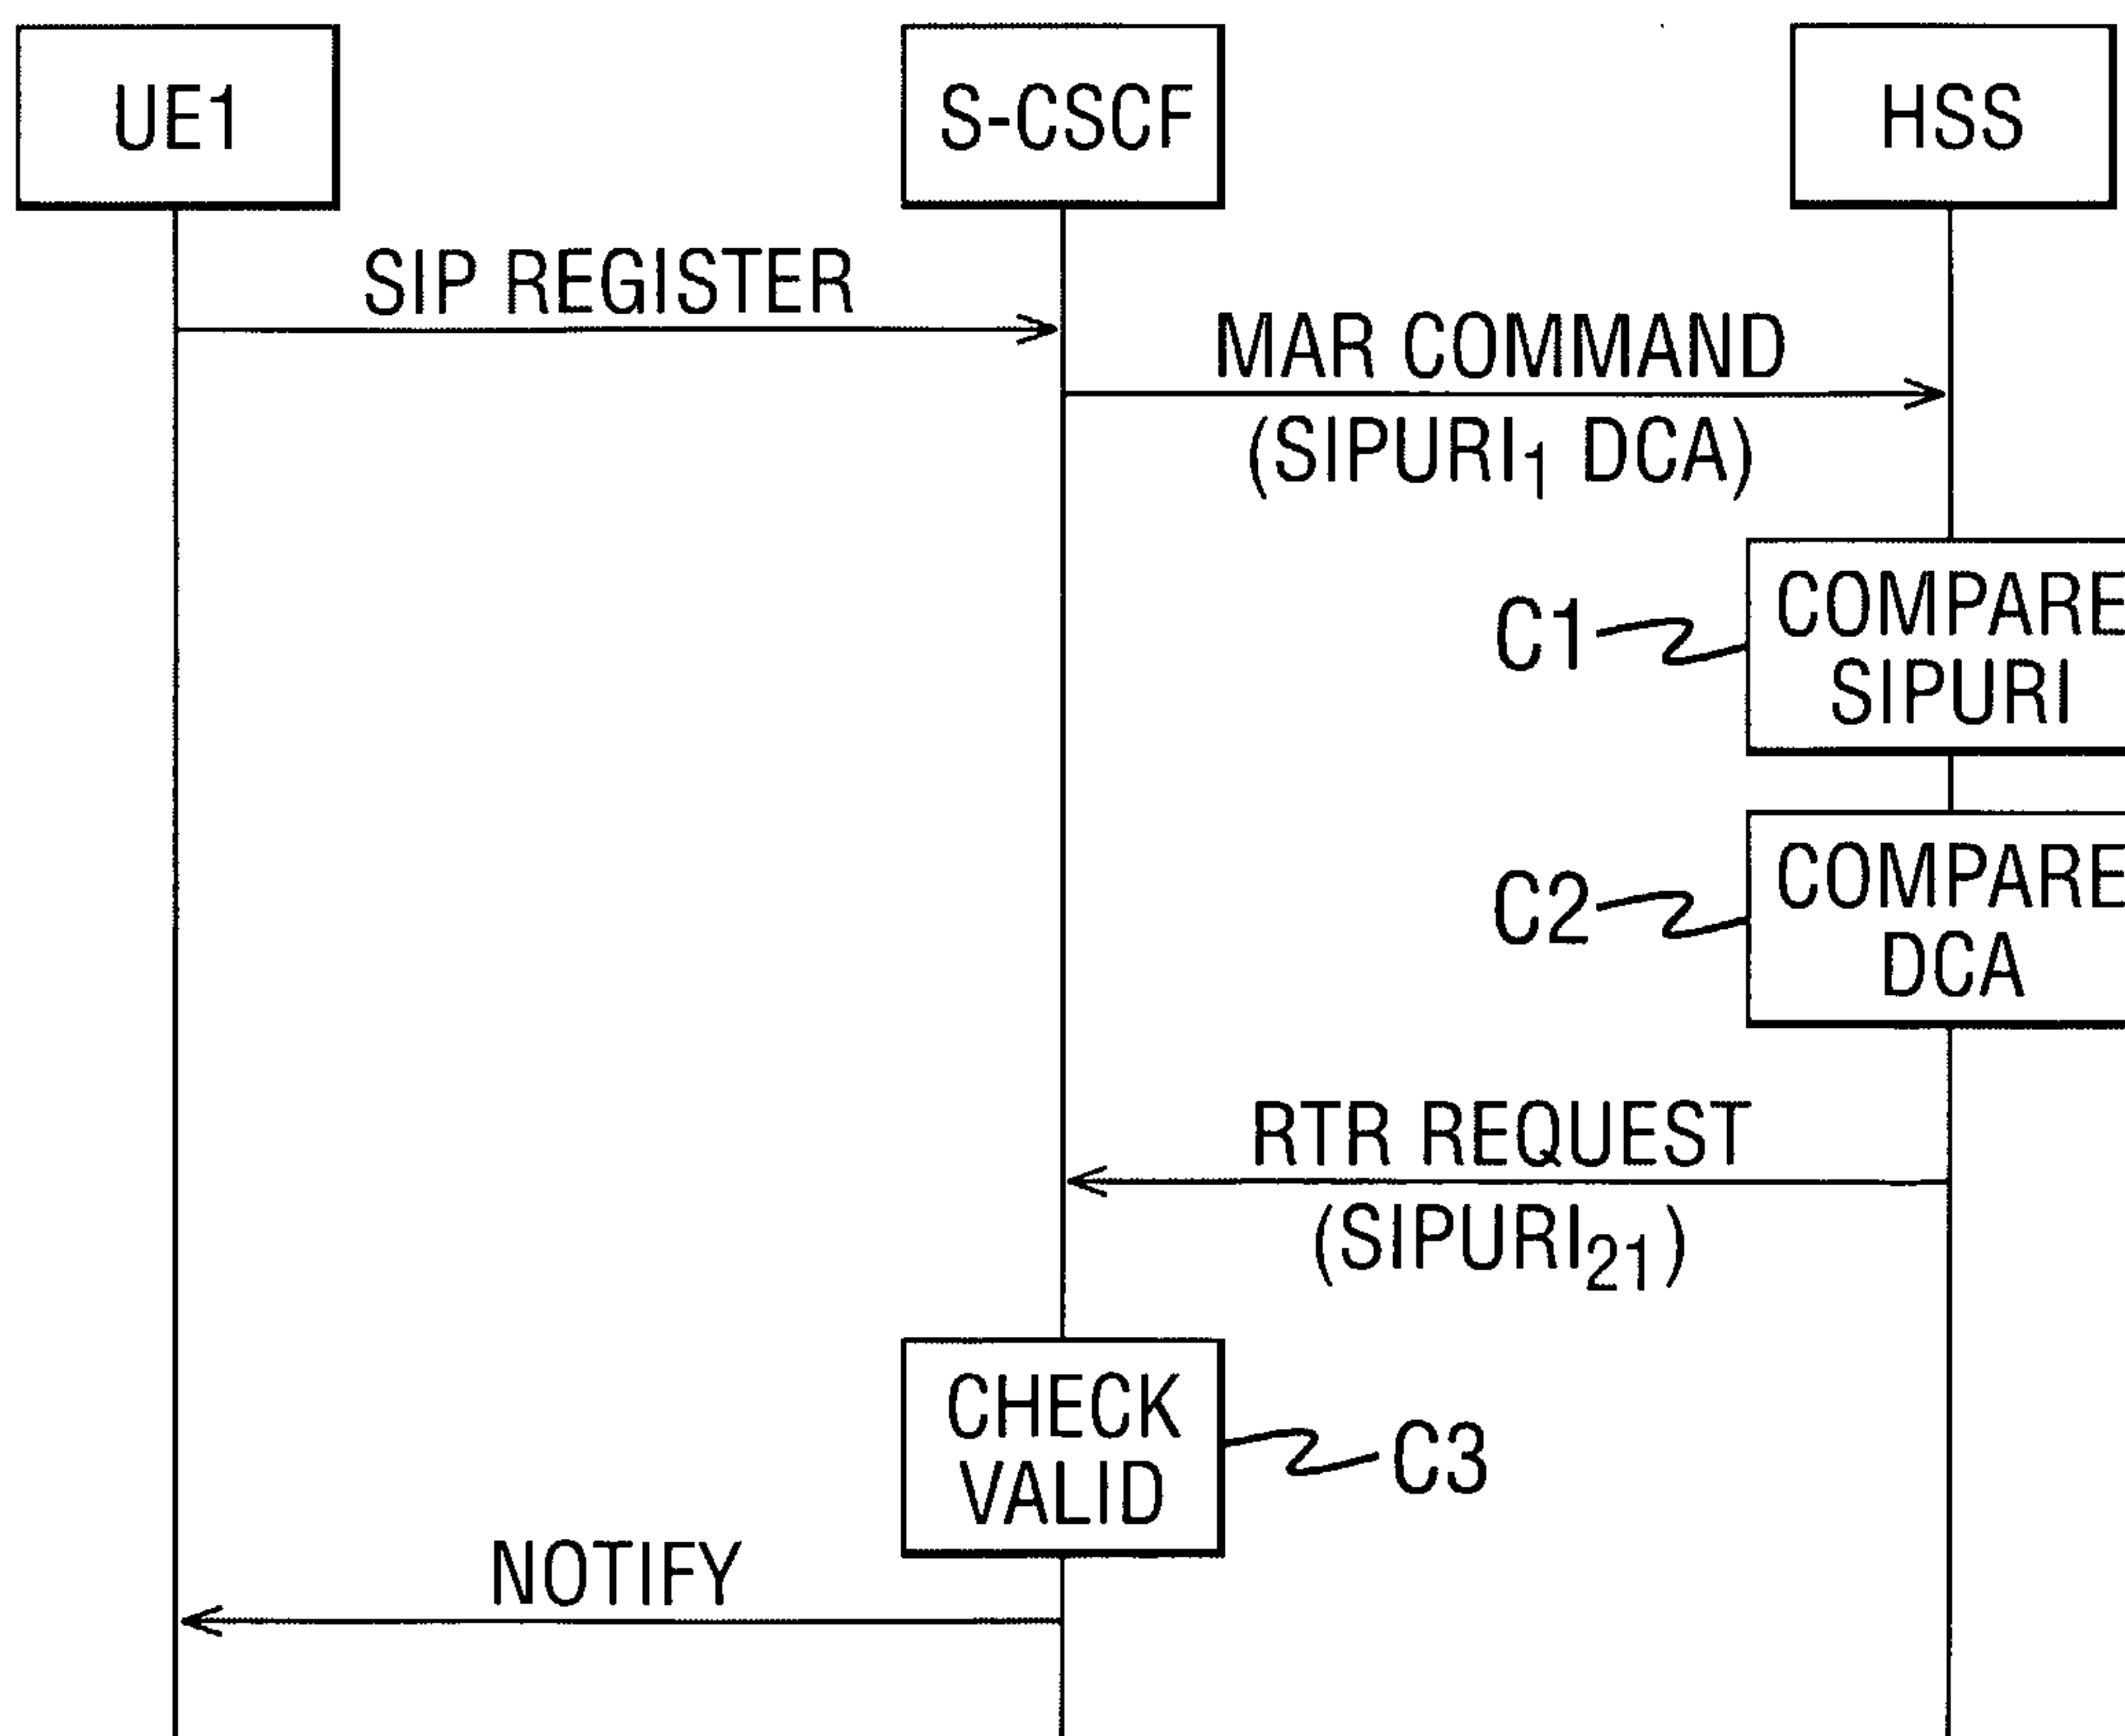 UE1
S-CSCF
HSS
SIP REGISTER
MAR COMMAND
(SIPURI₁ DCA)
C1
COMPARE
SIPURI
C2
COMPARE
DCA
RTR REQUEST
(SIPURI₂₁)
CHECK
VALID
C3
NOTIFY